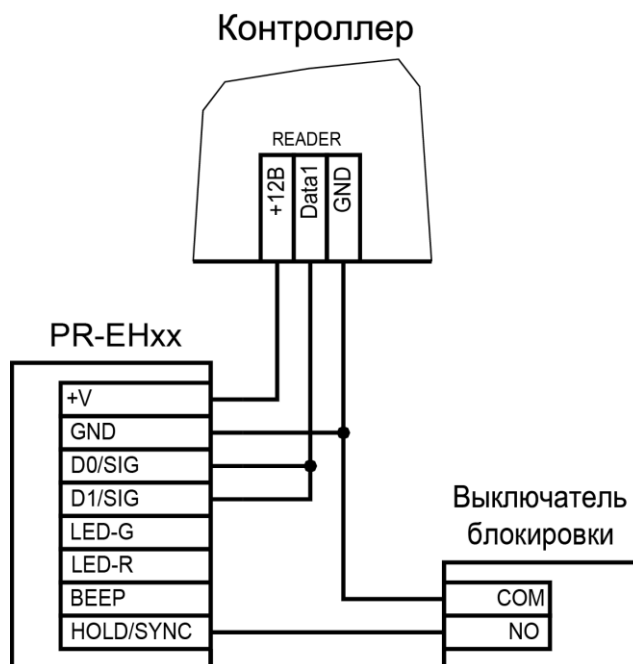 Контроллер
READER
+12В
Data1
GND
PR-EHxx
+V
GND
D0/SIG
D1/SIG
LED-G
LED-R
BEEP
HOLD/SYNC
Выключатель
блокировки
COM
NO